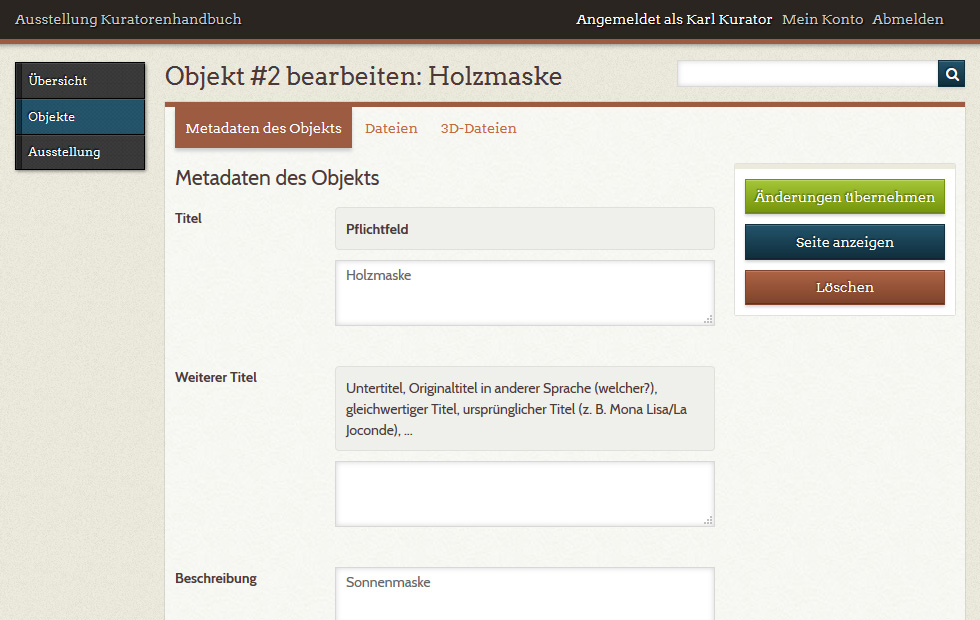 Ausstellung Kuratorenhandbuch
Angemeldet als Karl Kurator Mein Konto Abmelden
Übersicht
Objekte
Ausstellung
Objekt #2 bearbeiten: Holzmaske
Metadaten des Objekts Dateien 3D-Dateien
Metadaten des Objekts
Titel
Pflichtfeld
Holzmaske
Weiterer Titel
Untertitel, Originaltitel in anderer Sprache (welcher?),
gleichwertiger Titel, ursprünglicher Titel (z. B. Mona Lisa/La
Joconde), ...
Beschreibung
Sonnenmaske
Änderungen übernehmen
Seite anzeigen
Löschen